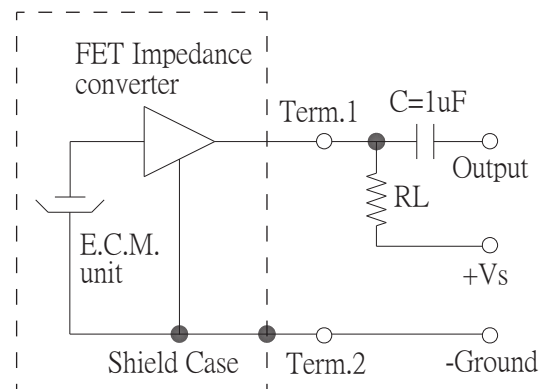 FET Impedance
converter
Term.1
C=1uF
Output
RL
E.C.M.
unit
+Vs
Shield Case
Term.2
-Ground